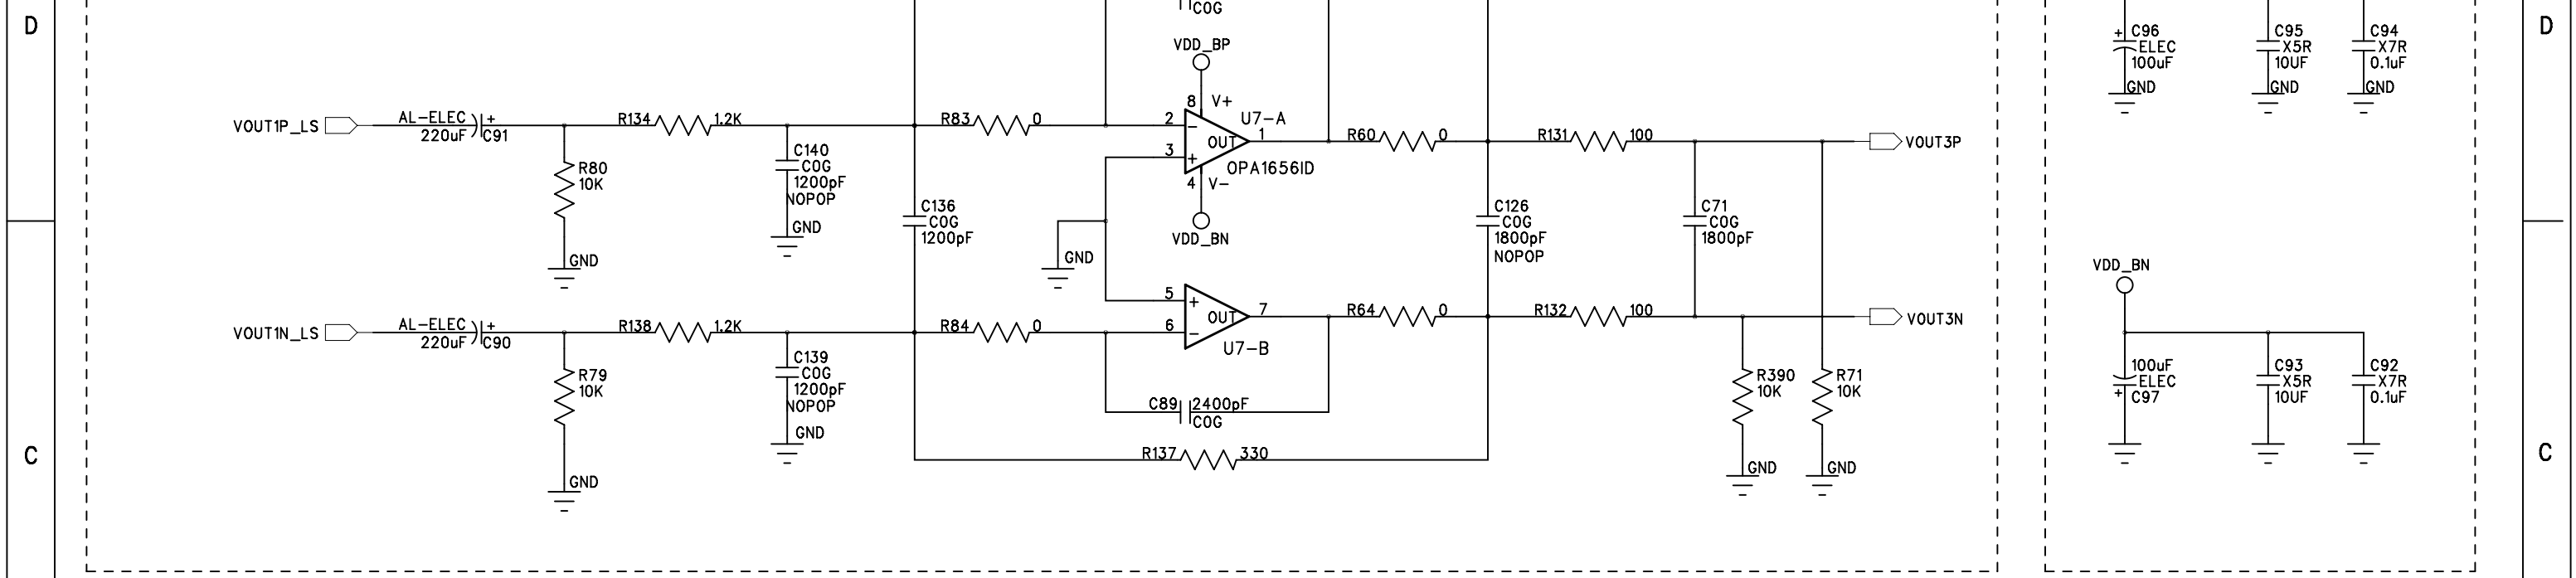 D
COG
VDD_BP
8 V+
U7-A
2 −
OUT 1
3 +
OPA1656ID
4 V-
VDD_BN
VOUT1P_LS
AL-ELEC +
220uF C91
R80
10K
GND
R134 1.2K
C140
COG
1200pF
NOPOP
GND
R83 0
C136
COG
1200pF
GND
R60 0
R131 100
VOUT3P
C126
COG
1800pF
NOPOP
C71
COG
1800pF
VOUT1N_LS
AL-ELEC +
220uF C90
R79
10K
GND
R138 1.2K
C139
COG
1200pF
NOPOP
GND
R84 0
5 +
OUT 7
6 −
U7-B
R64 0
R132 100
VOUT3N
C89 2400pF
COG
R137 330
R390
10K
GND
R71
10K
GND
+ C96
ELEC
100uF
GND
C95
X5R
10UF
GND
C94
X7R
0.1uF
GND
VDD_BN
100uF
ELEC
+ C97
C93
X5R
10UF
C92
X7R
0.1uF
D
C
C